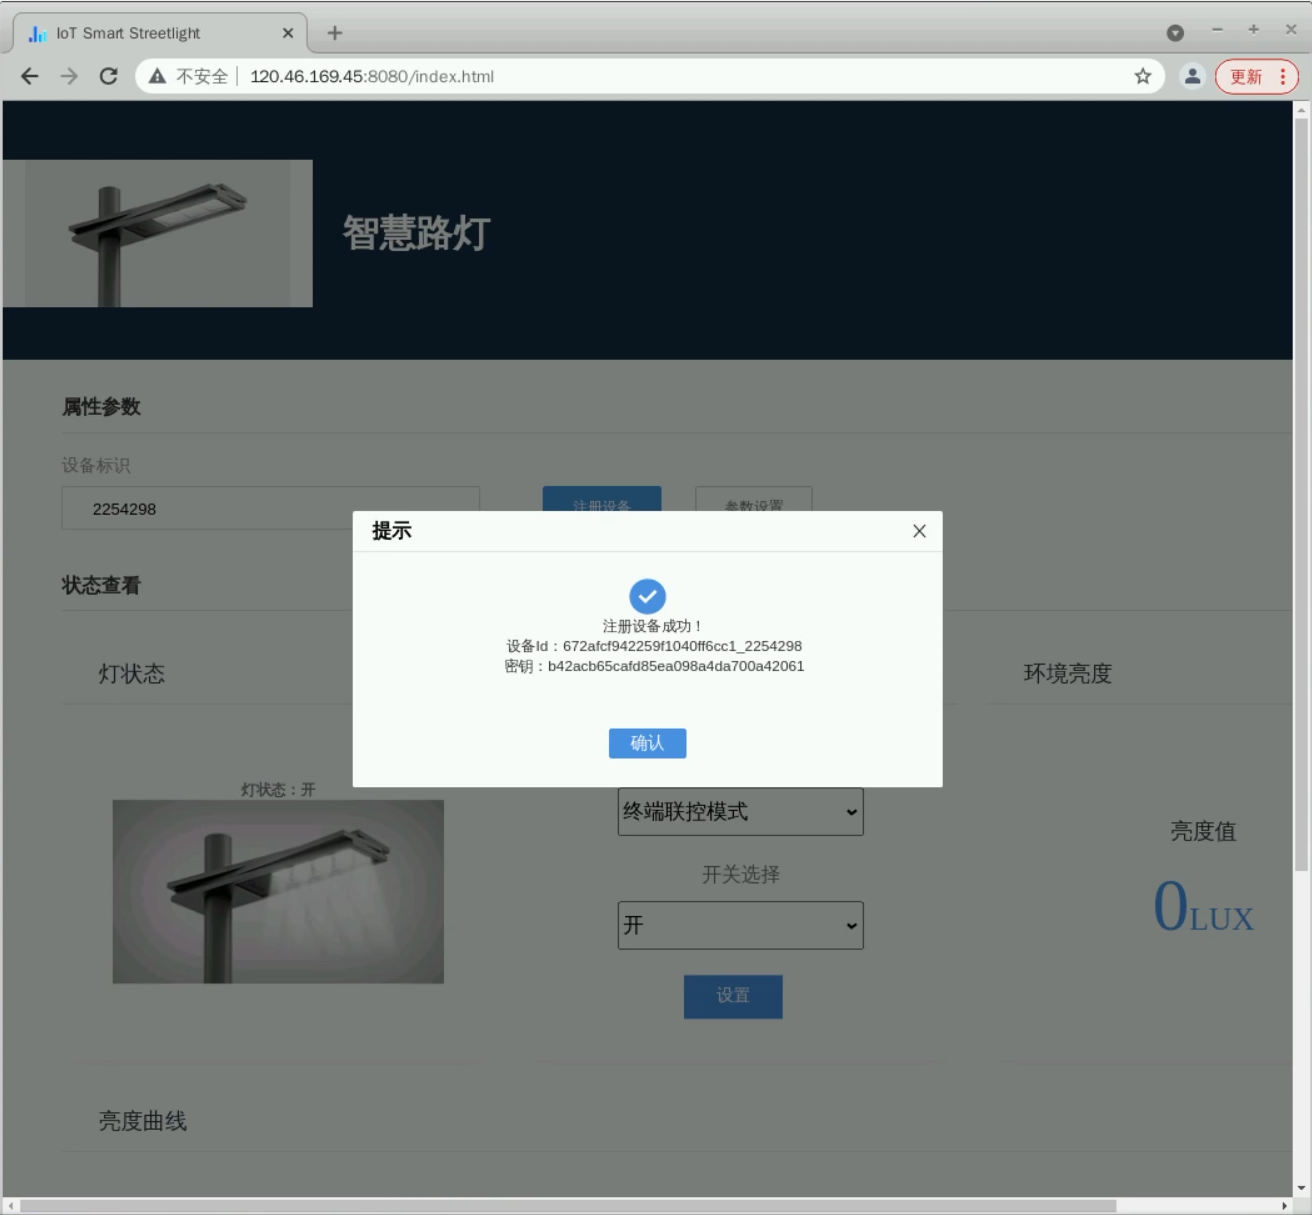 IoT Smart Streetlight
不安全
120.46.169.45:8080/index.html
更新
智慧路灯
属性参数
设备标识
2254298
注册设备
参数设置
提示
注册设备成功！
设备Id：672afcf942259f1040ff6cc1_2254298
密钥：b42acb65cafd85ea098a4da700a42061
确认
状态查看
灯状态
环境亮度
灯状态：开
终端联控模式
开关选择
开
设置
亮度值
0LUX
亮度曲线